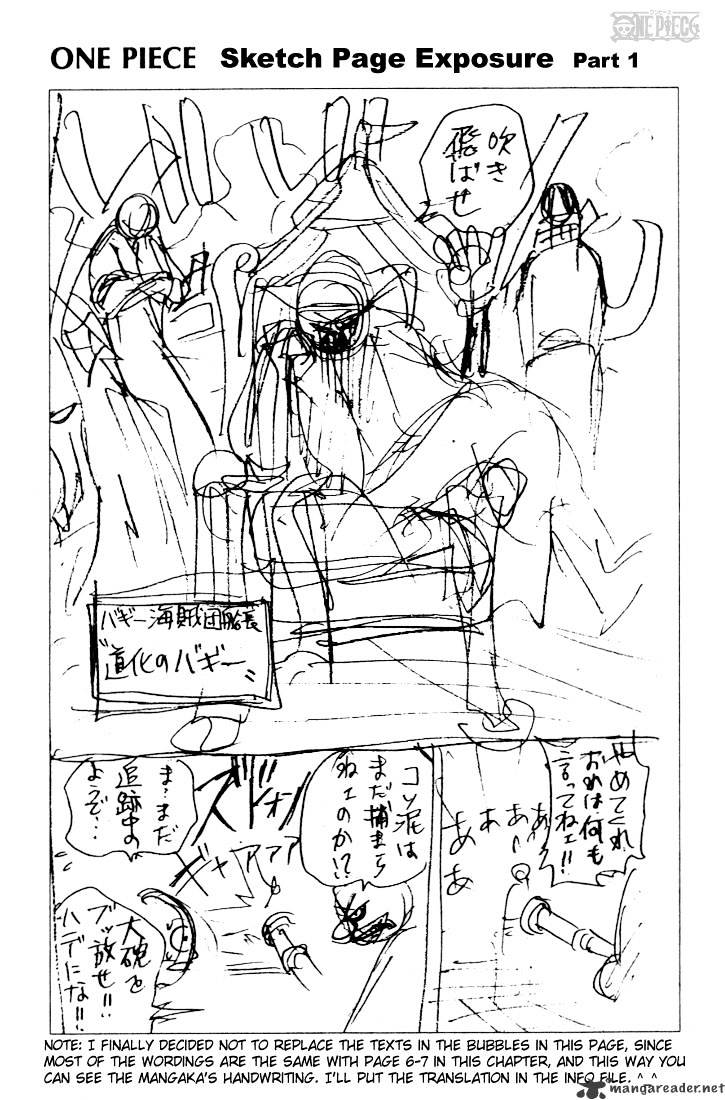 ONE PIECE
ONE PIECE Sketch Page Exposure Part 1
吹き
飛ばせ
バギー海賊団船長
"道化のバギー"
やめてくれ
おれは何も
言ってねェ!!
コソ泥は
まだ捕まら
ねェのか!?
ズドォン
ギャアアア
ま…まだ
追跡中の
ようで…
大砲を
ブッ放せ!!
ハデにな!!
NOTE: I FINALLY DECIDED NOT TO REPLACE THE TEXTS IN THE BUBBLES IN THIS PAGE, SINCE
MOST OF THE WORDINGS ARE THE SAME WITH PAGE 6-7 IN THIS CHAPTER, AND THIS WAY YOU
CAN SEE THE MANGAKA'S HANDWRITING. I'LL PUT THE TRANSLATION IN THE INFO FILE. ^_^
mangareader.net